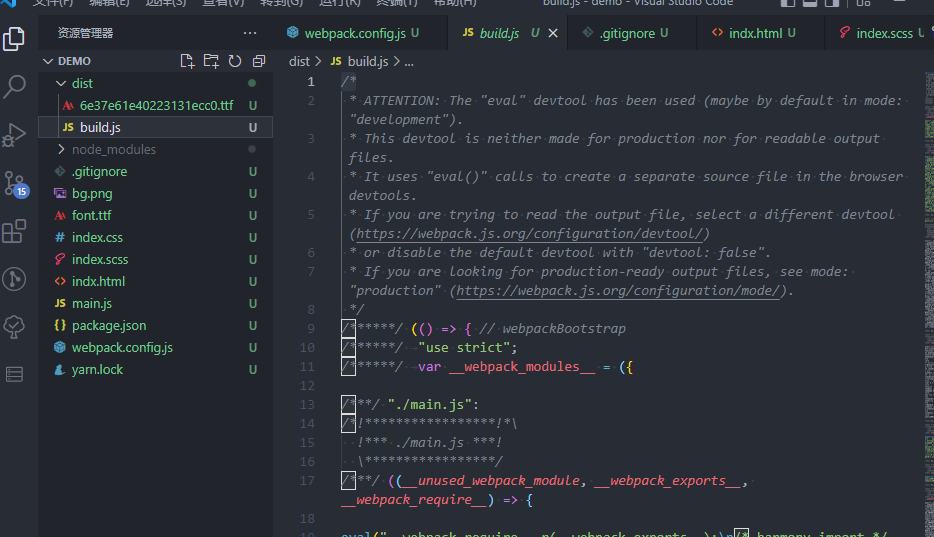 文件(F) 编辑(E) 选择(S) 查看(V) 转到(G) 运行(R) 终端(T) 帮助(H) build.js - demo - Visual Studio Code
资源管理器 ...
webpack.config.js U
JS build.js U
.gitignore U
indx.html U
index.scss U
DEMO
dist
6e37e61e40223131ecc0.ttf U
JS build.js U
node_modules
.gitignore U
15
bg.png U
font.ttf U
# index.css U
index.scss U
<> indx.html U
JS main.js U
{} package.json U
webpack.config.js U
yarn.lock U
dist > JS build.js > ...
1 /*
2 * ATTENTION: The "eval" devtool has been used (maybe by default in mode:
"development").
3 * This devtool is neither made for production nor for readable output
files.
4 * It uses "eval()" calls to create a separate source file in the browser
devtools.
5 * If you are trying to read the output file, select a different devtool
(https://webpack.js.org/configuration/devtool/)
6 * or disable the default devtool with "devtool: false".
7 * If you are looking for production-ready output files, see mode:
"production" (https://webpack.js.org/configuration/mode/).
8 */
9 /******/ (() => { // webpackBootstrap
10 /******/ "use strict";
11 /******/ var __webpack_modules__ = ({
12
13 /***/ "./main.js":
14 /*!*****************!*\
15 !*** ./main.js ***!
16 \*****************/
17 /***/ ((__unused_webpack_module, __webpack_exports__,
__webpack_require__) => {
18
eval("__webpack_require__.r(__webpack_exports__);\n/* harmony import */